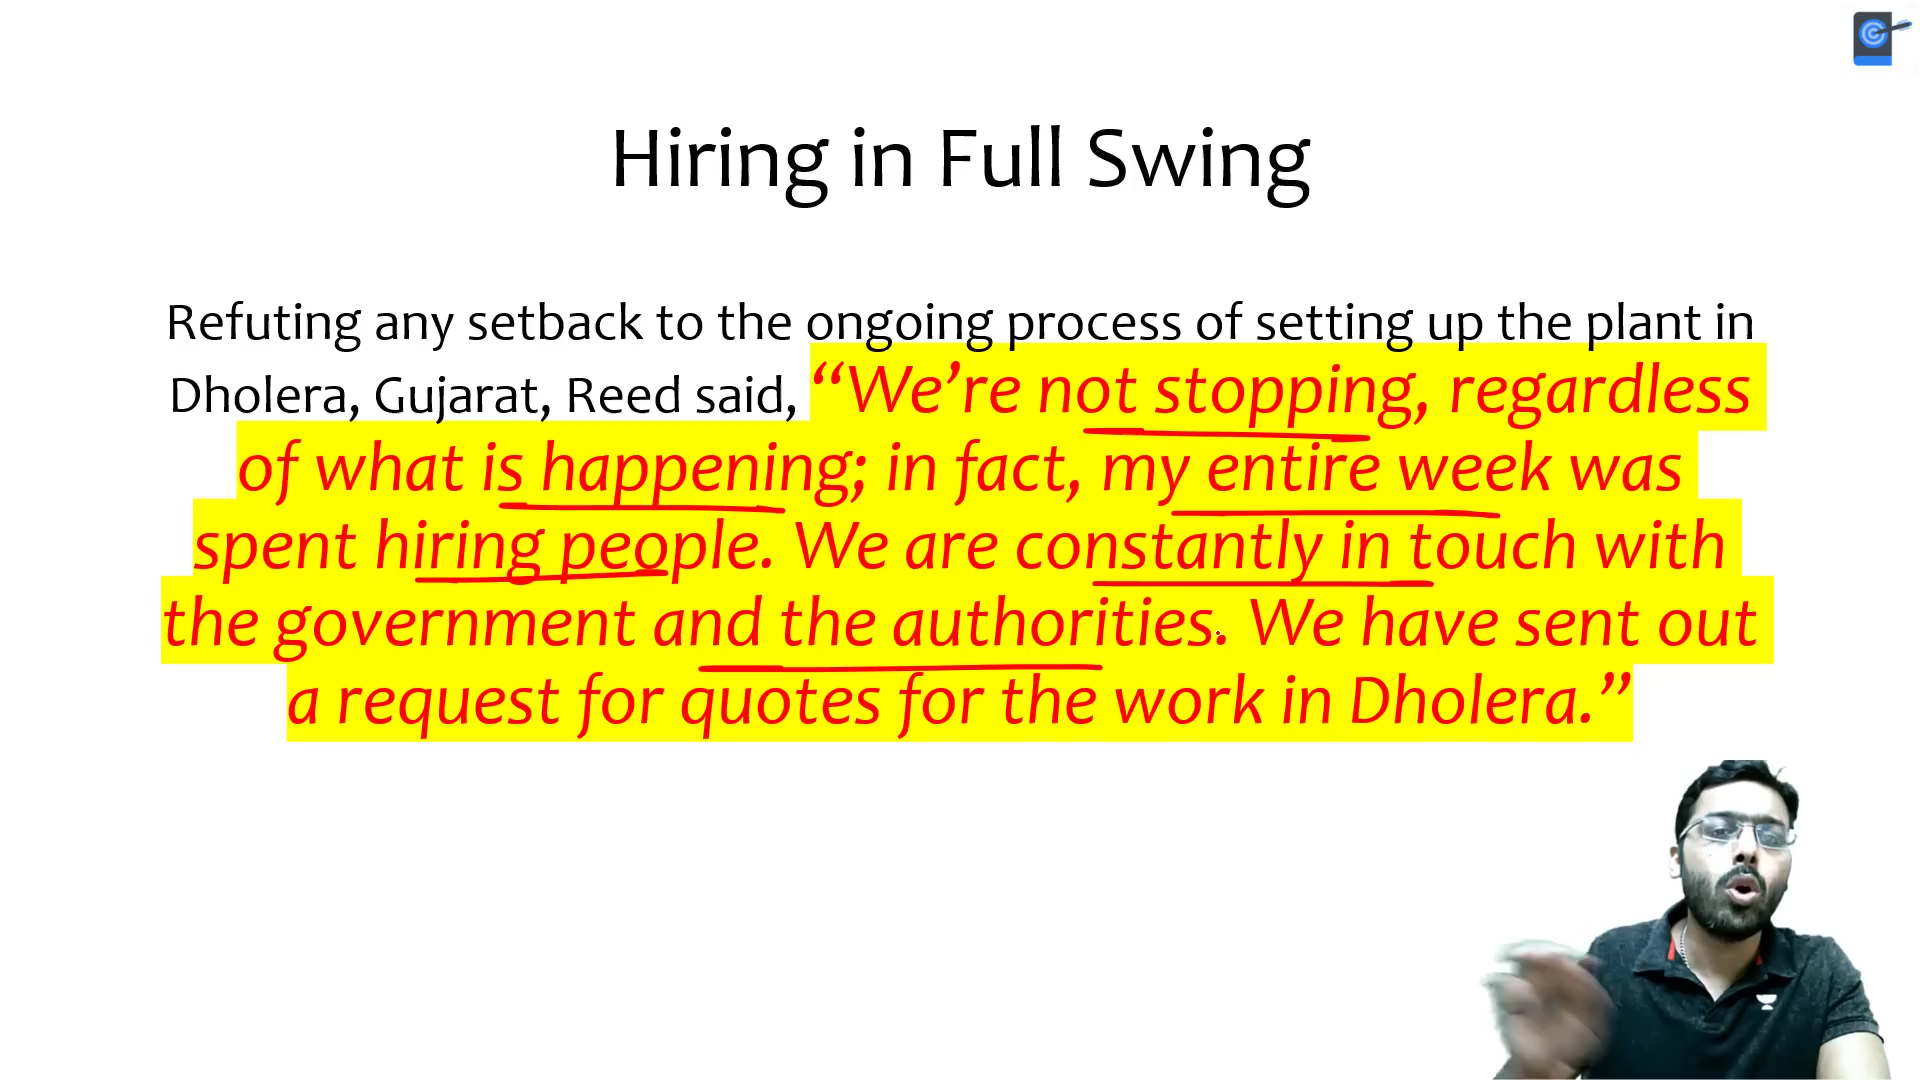 Hiring in Full Swing
Refuting any setback to the ongoing process of setting up the plant in
Dholera, Gujarat, Reed said, “We’re not stopping, regardless
of what is happening; in fact, my entire week was
spent hiring people. We are constantly in touch with
the government and the authorities. We have sent out
a request for quotes for the work in Dholera.”